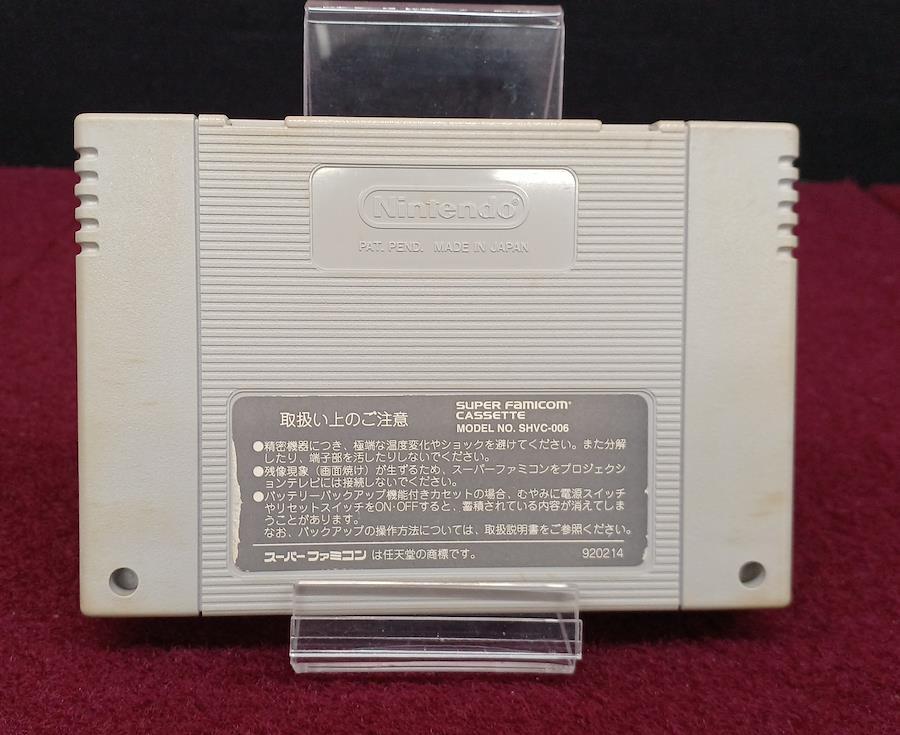 Nintendo®
PAT. PEND. MADE IN JAPAN
取扱い上のご注意
SUPER FAMICOM®
CASSETTE
MODEL NO. SHVC-006
●精密機器につき、極端な温度変化やショックを避けてください。また分解
したり、端子部を汚したりしないでください。
●残像現象（画面焼け）が生ずるため、スーパーファミコンをプロジェクシ
ョンテレビには接続しないでください。
●バッテリーバックアップ機能付きカセットの場合、むやみに電源スイッチ
やリセットスイッチをON・OFFすると、蓄積されている内容が消えてしま
うことがあります。
なお、バックアップの操作方法については、取扱説明書をご参照ください。
スーパーファミコン は任天堂の商標です。
920214